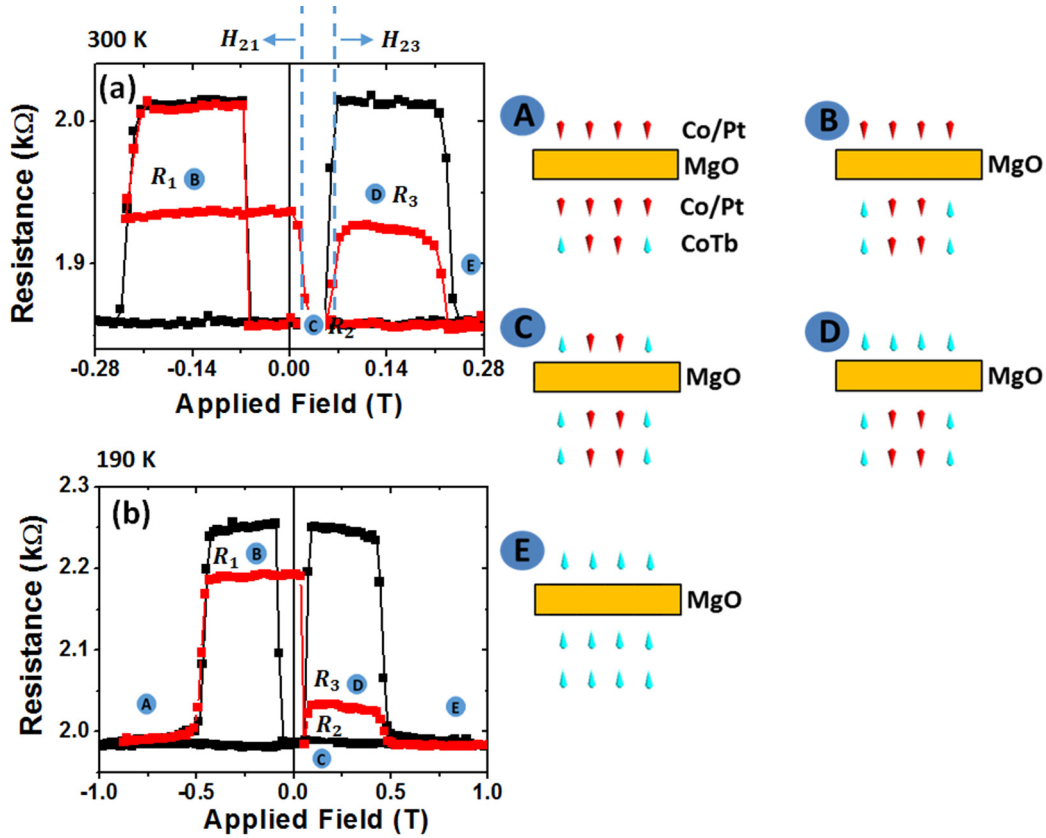 300 K
H21
H23
(a)
2.0
1.9
R1
B
D
R3
E
C
R2
Resistance (kΩ)
-0.28
-0.14
0.00
0.14
0.28
Applied Field (T)
A
Co/Pt
MgO
Co/Pt
CoTb
B
MgO
C
MgO
D
MgO
E
MgO
190 K
(b)
2.3
2.2
2.1
2.0
R1
B
A
R3
D
R2
C
E
Resistance (kΩ)
-1.0
-0.5
0.0
0.5
1.0
Applied Field (T)